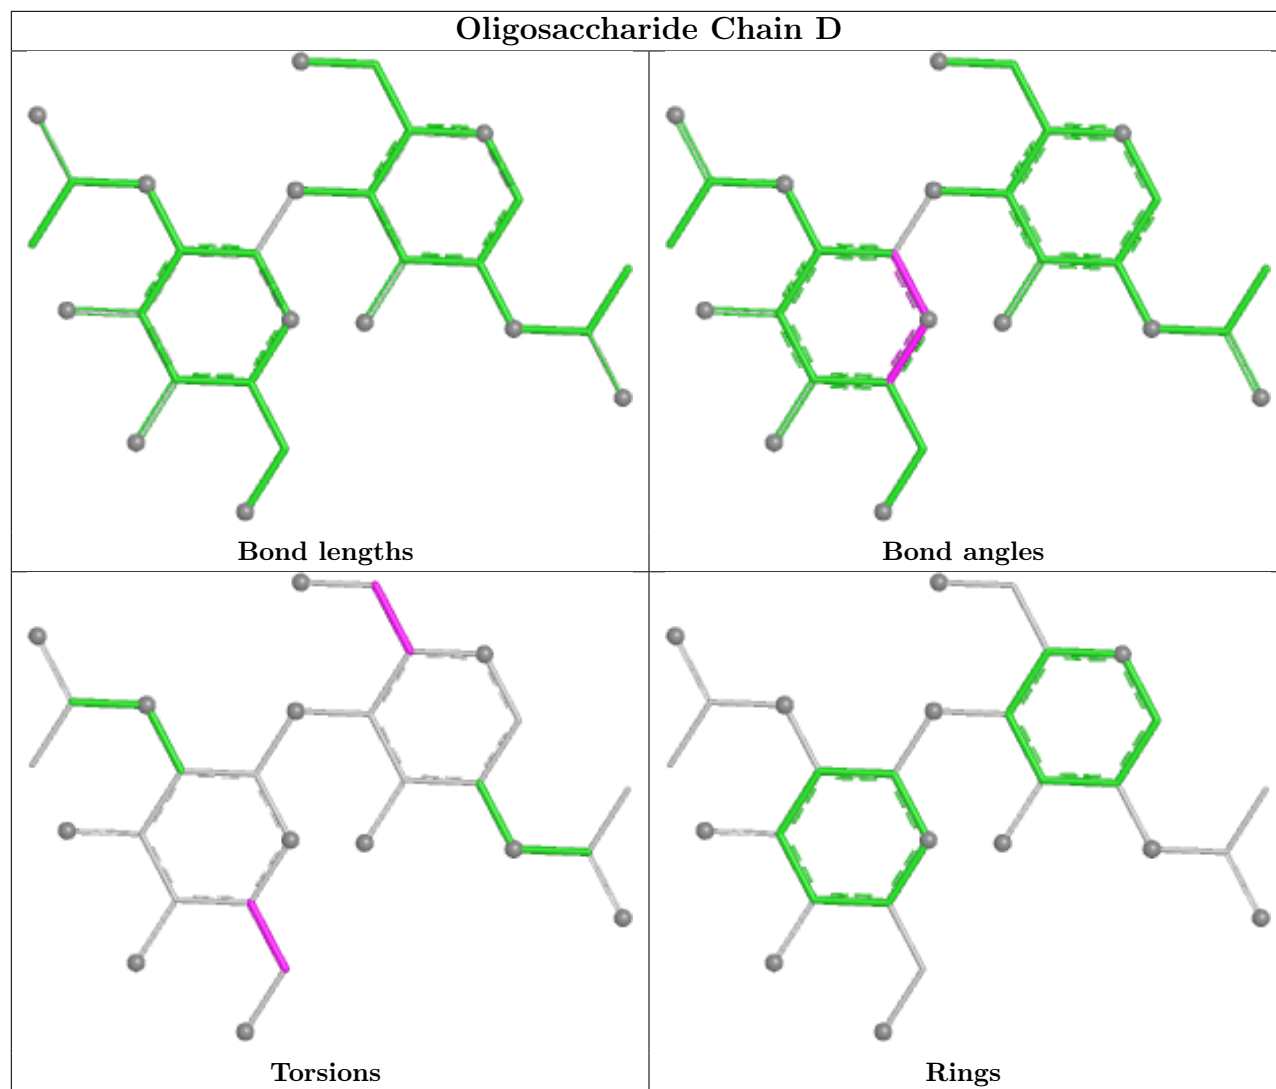 Oligosaccharide Chain D
Bond lengths
Bond angles
Torsions
Rings